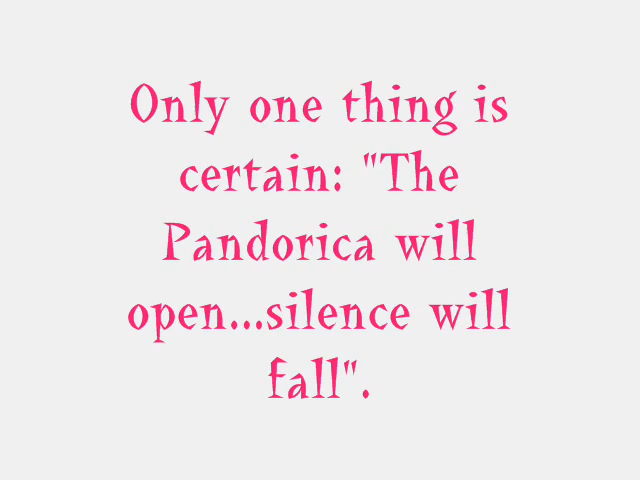 Only one thing is
certain: "The
Pandorica will
open...silence will
fall".